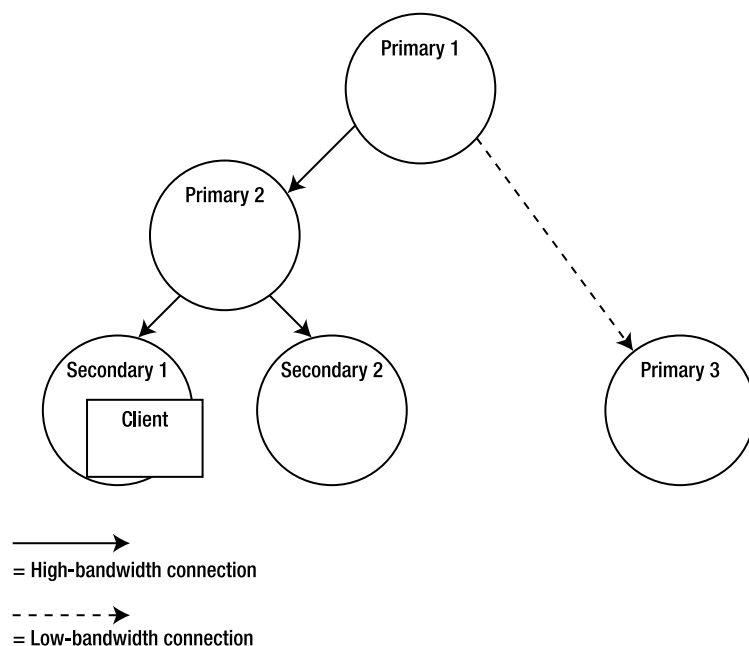 Primary 1
Primary 2
Secondary 1
Client
Secondary 2
Primary 3
= High-bandwidth connection
= Low-bandwidth connection